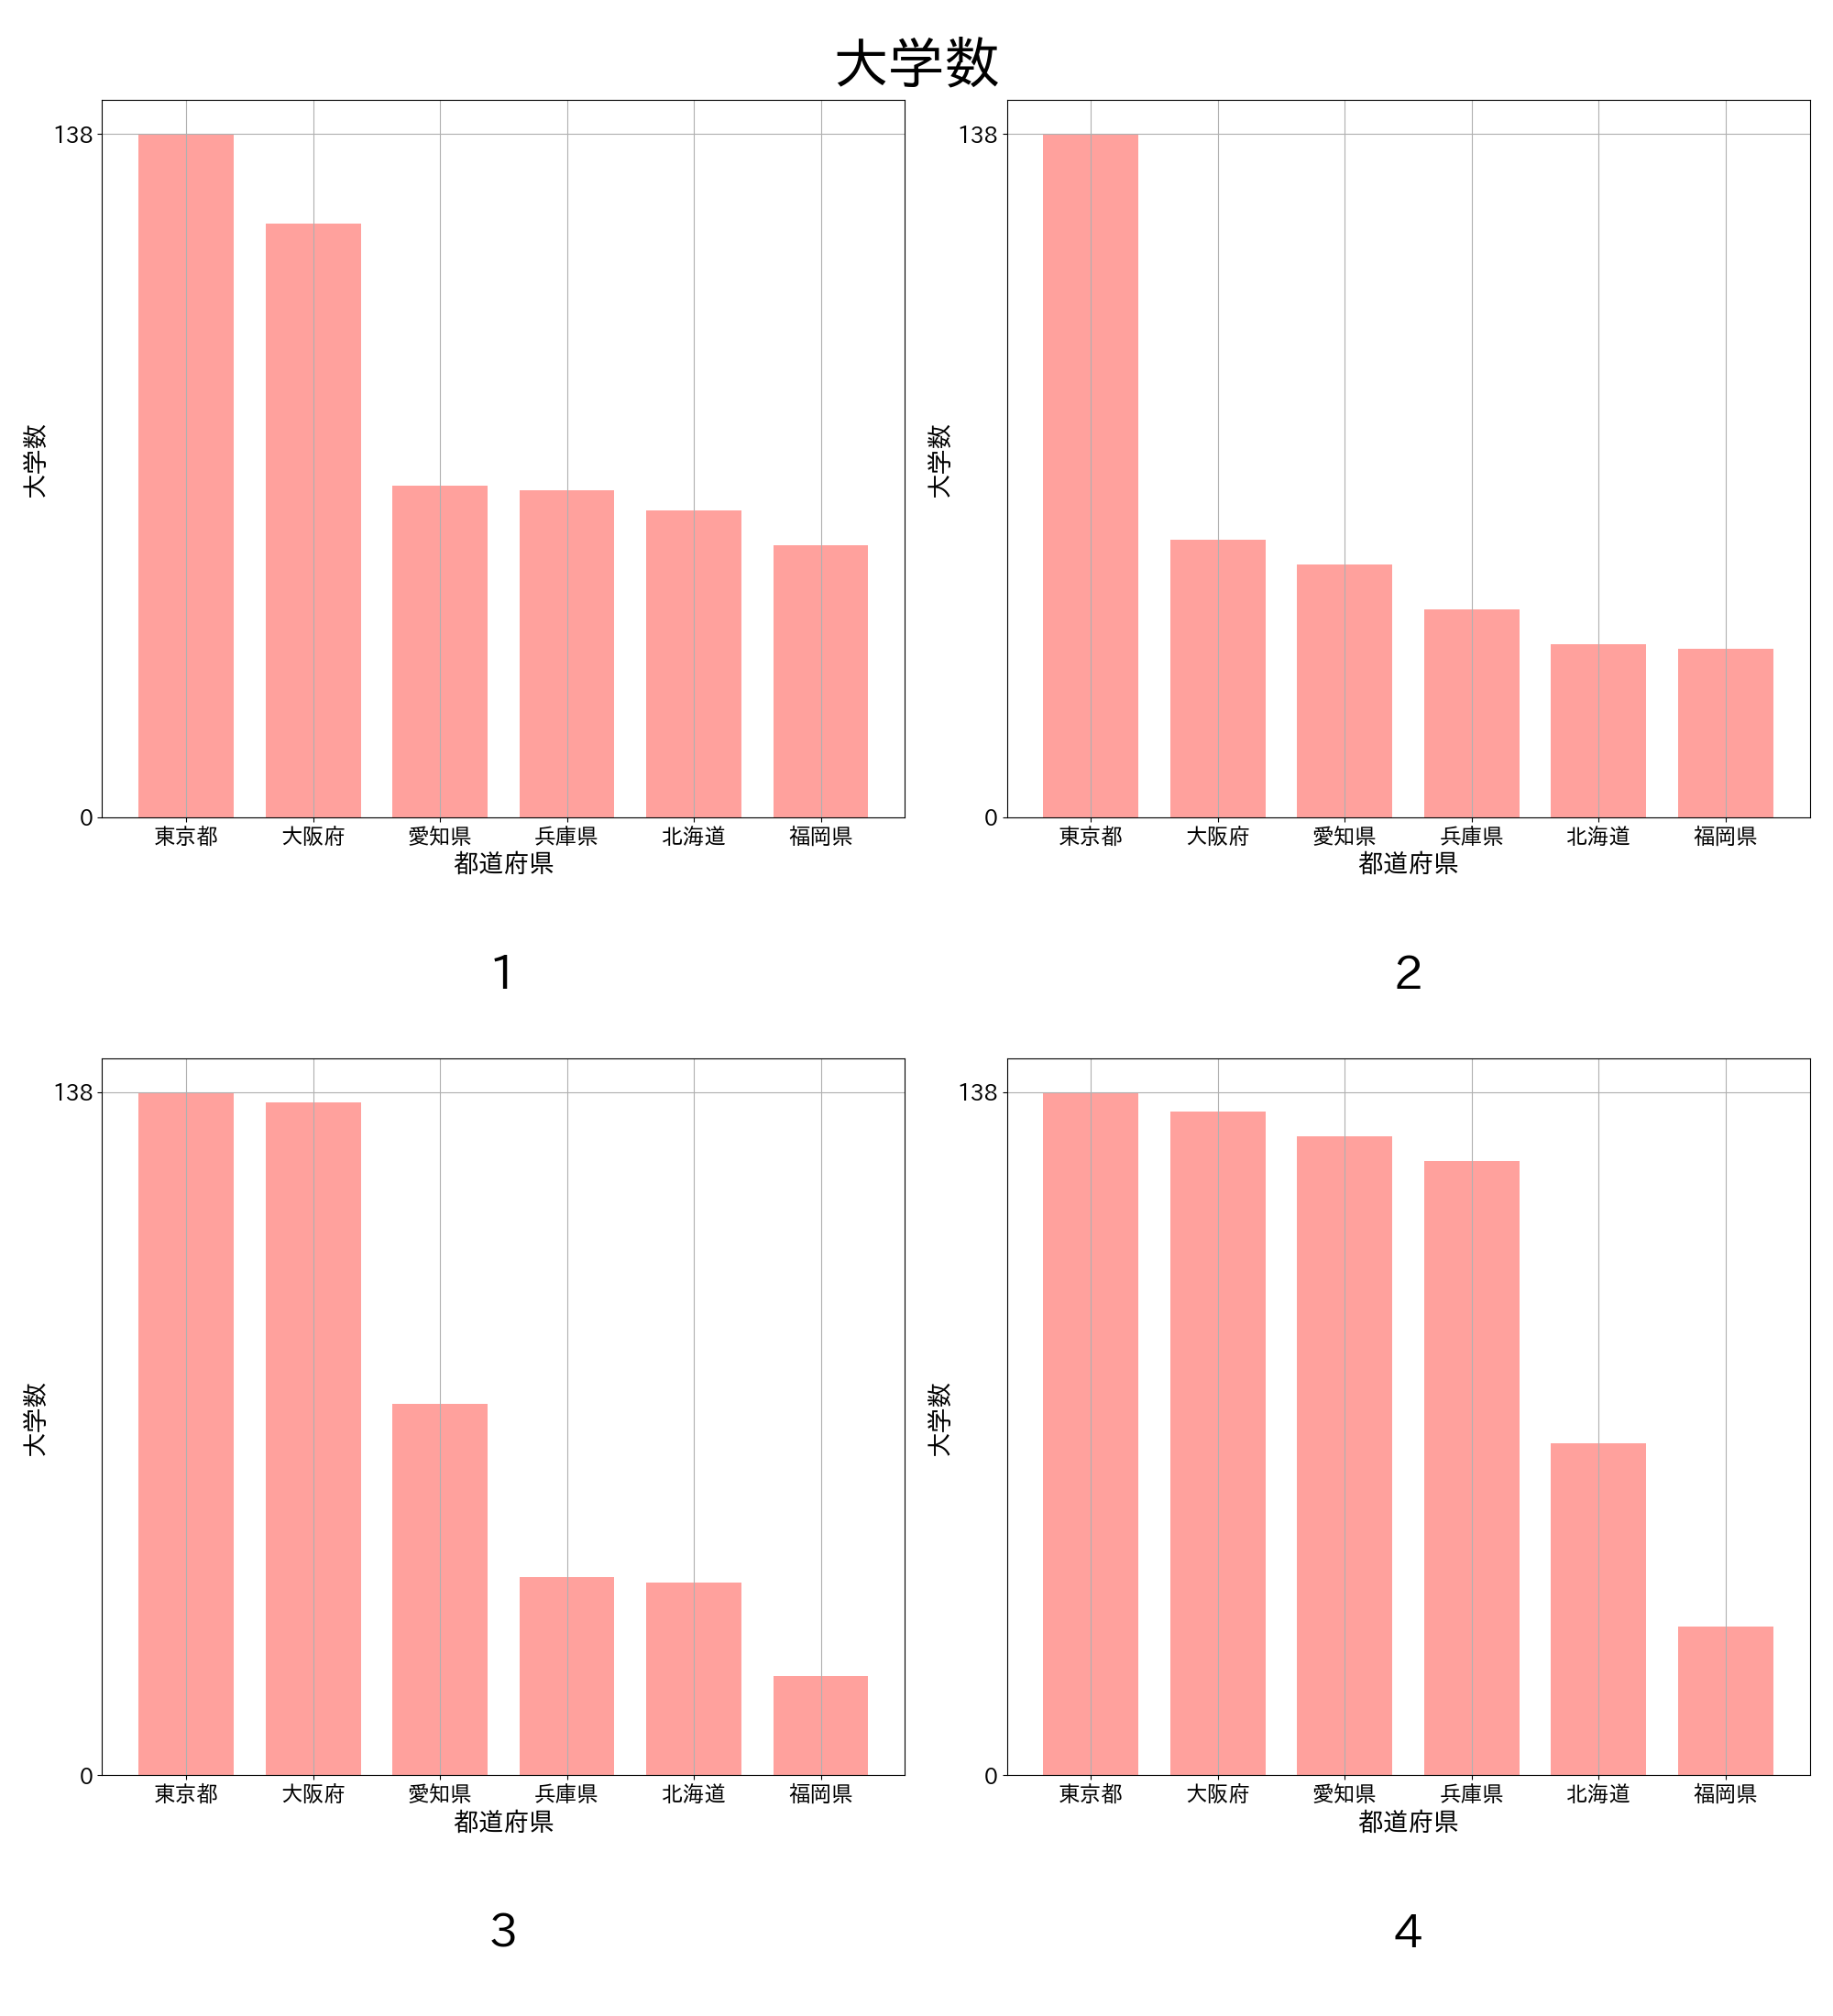 大学数
138
0
大学数
東京都 大阪府 愛知県 兵庫県 北海道 福岡県
都道府県
1
138
0
大学数
東京都 大阪府 愛知県 兵庫県 北海道 福岡県
都道府県
2
138
0
大学数
東京都 大阪府 愛知県 兵庫県 北海道 福岡県
都道府県
3
138
0
大学数
東京都 大阪府 愛知県 兵庫県 北海道 福岡県
都道府県
4